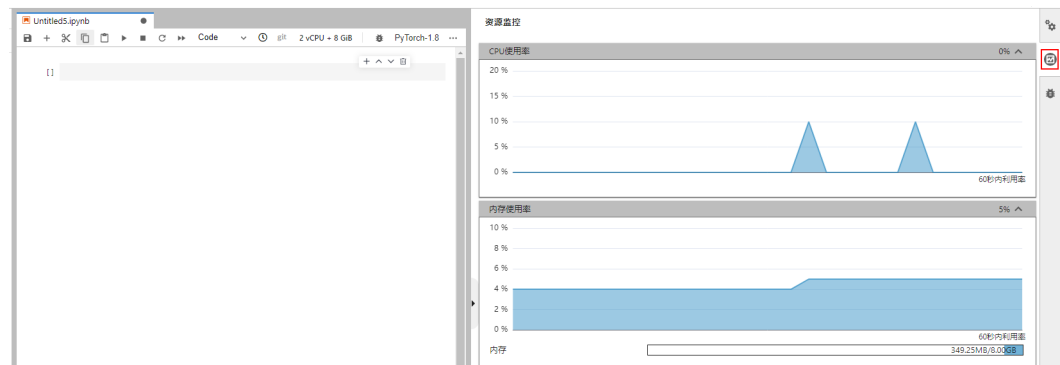 Untitled5.ipynb
Code git 2 vCPU + 8 GiB PyTorch-1.8
[ ]
资源监控
CPU使用率 0%
20 %
15 %
10 %
5 %
0 %
60秒内利用率
内存使用率 5%
10 %
8 %
6 %
4 %
2 %
0 %
60秒内利用率
内存 349.25MB/8.00GB